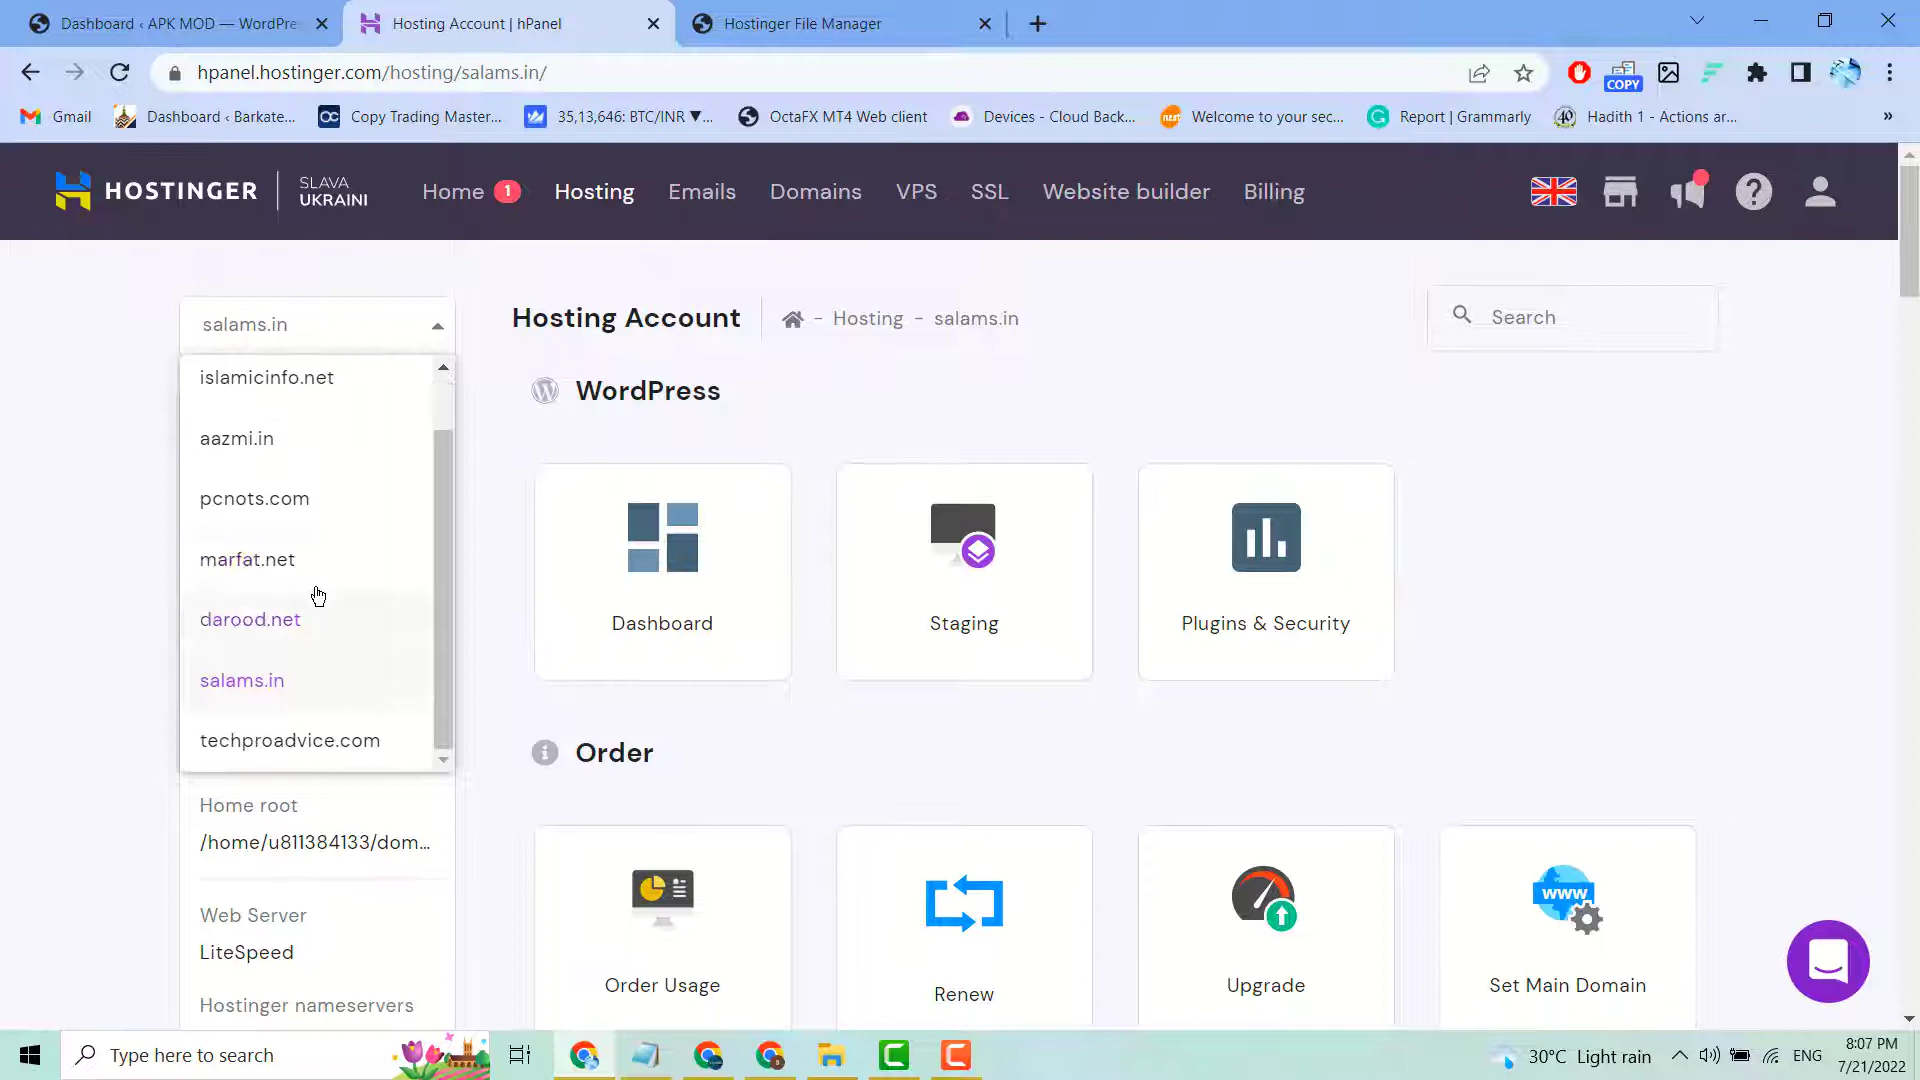 Dashboard ‹ APK MOD — WordPre
Hosting Account | hPanel
Hostinger File Manager
hpanel.hostinger.com/hosting/salams.in/
COPY
Gmail
Dashboard ‹ Barkate...
Copy Trading Master...
35,13,646: BTC/INR ▼...
OctaFX MT4 Web client
Devices - Cloud Back...
Welcome to your sec...
Report | Grammarly
Hadith 1 - Actions ar...
»
HOSTINGER
SLAVA
UKRAINI
Home 1
Hosting
Emails
Domains
VPS
SSL
Website builder
Billing
salams.in
Hosting Account
- Hosting - salams.in
Search
islamicinfo.net
aazmi.in
pcnots.com
marfat.net
darood.net
salams.in
techproadvice.com
WordPress
Dashboard
Staging
Plugins & Security
Order
Home root
/home/u811384133/dom...
Web Server
LiteSpeed
Hostinger nameservers
Order Usage
Renew
Upgrade
www
Set Main Domain
Type here to search
30°C Light rain
ENG
8:07 PM
7/21/2022